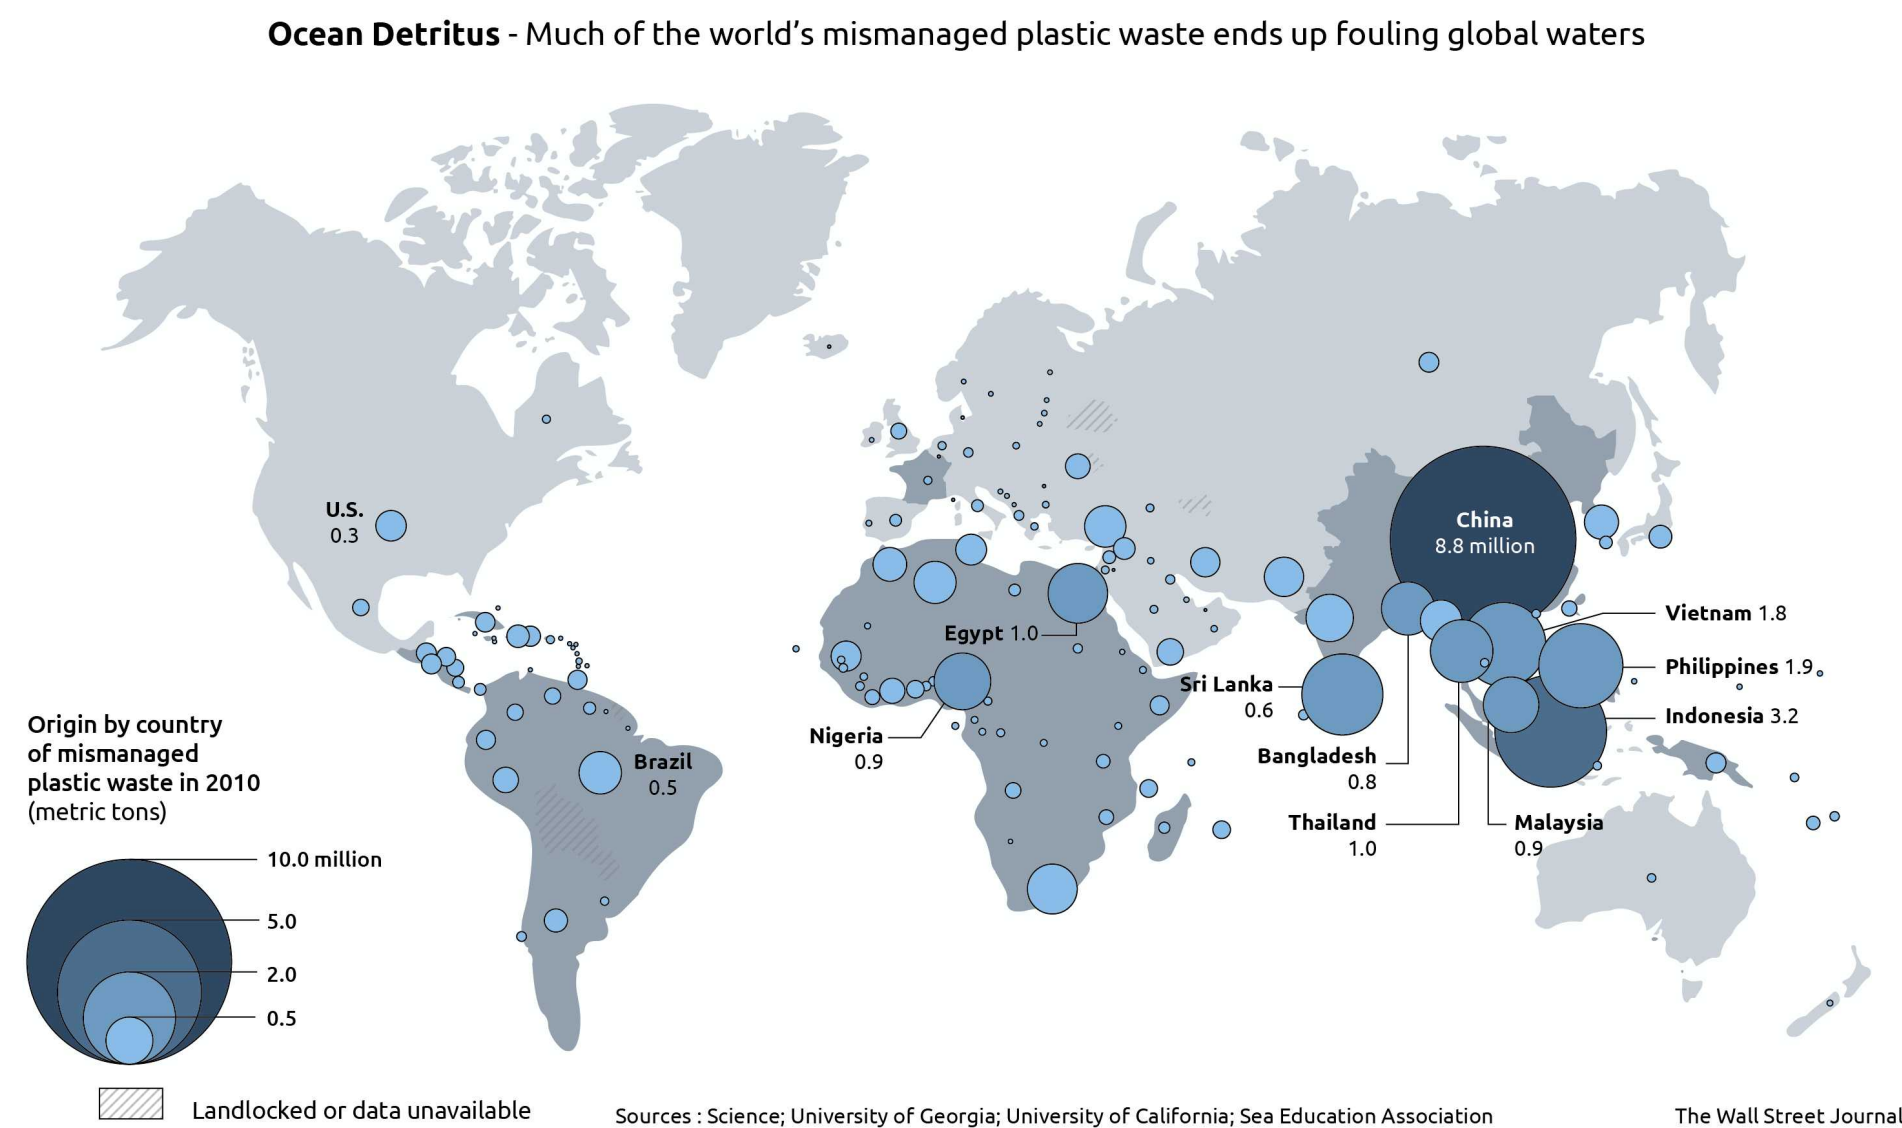 Ocean Detritus - Much of the world's mismanaged plastic waste ends up fouling global waters
U.S.
0.3
China
8.8 million
Vietnam 1.8
Egypt 1.0
Philippines 1.9
Sri Lanka
0.6
Indonesia 3.2
Nigeria
0.9
Bangladesh
0.8
Brazil
0.5
Thailand
1.0
Malaysia
0.9
Origin by country
of mismanaged
plastic waste in 2010
(metric tons)
10.0 million
5.0
2.0
0.5
Landlocked or data unavailable
Sources : Science; University of Georgia; University of California; Sea Education Association
The Wall Street Journal